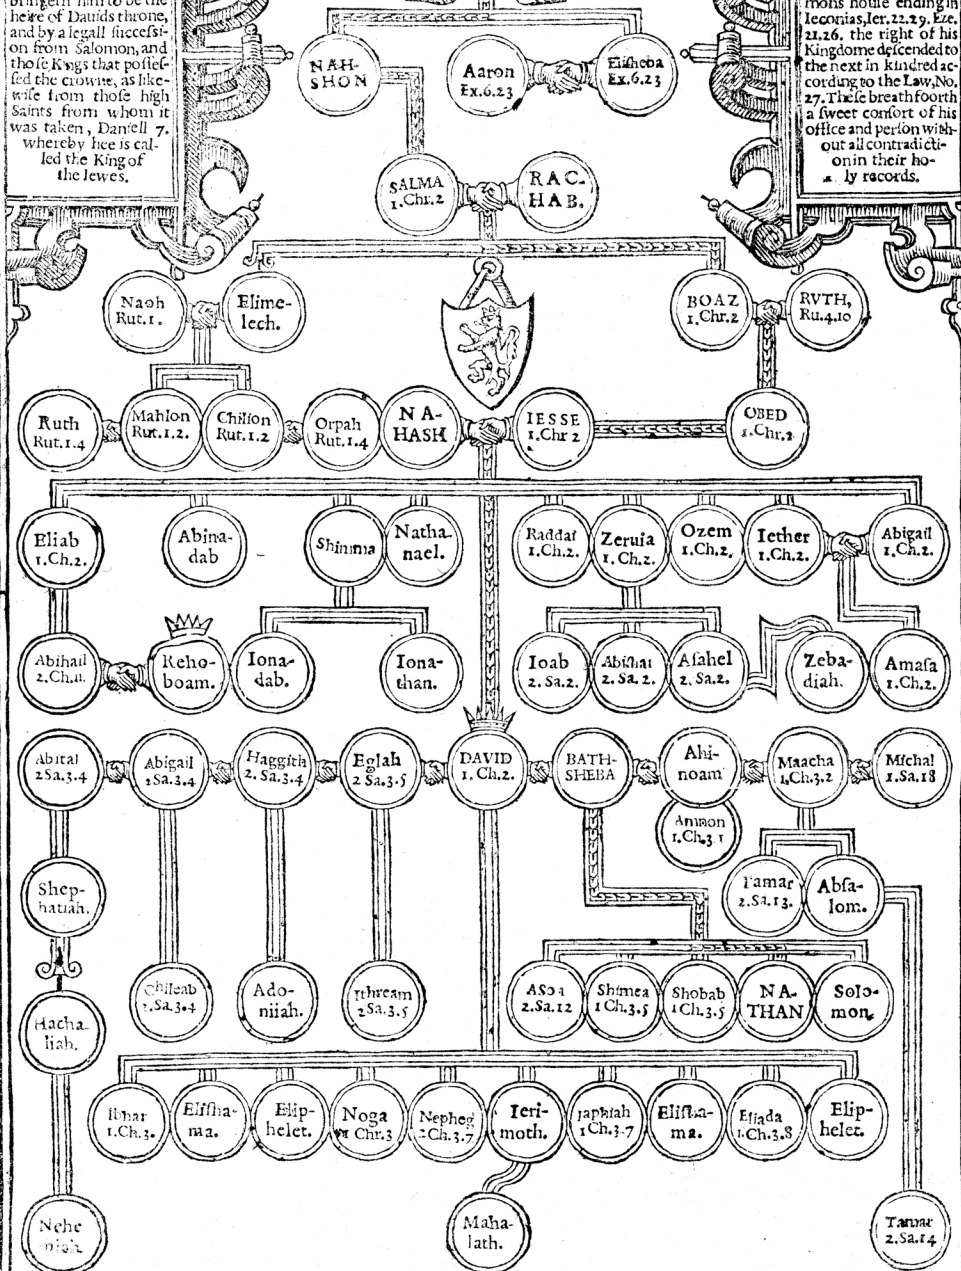 bringeth him to be the
heire of Dauids throne,
and by a legall ſucceſsi-
on from Salomon, and
thoſe Kings that poſleſ-
ſed the crowne, as like-
wiſe from thoſe high
Saints from whom it
was taken, Daniell 7.
whereby hee is cal-
led the King of
the Iewes.
mons houſe ending in
Ieconias, Ier.22.29. Eze.
21.26. the right of his
Kingdome deſcended to
the next in kindred ac-
cording to the Law, No.
27. Theſe breath foorth
a ſweet conſort of his
office and perſon with-
out all contradicti-
on in their ho-
ly records.
NAH-
SHON
Aaron
Ex.6.23
Eliſheba
Ex.6.23
SALMA
1.Chr.2
RAC-
HAB.
Naoh
Rut.1.
Elime-
lech.
BOAZ
1.Chr.2
RVTH,
Ru.4.10
Ruth
Rut.1.4
Mahlon
Rut.1.2.
Chilion
Rut.1.2
Orpah
Rut.1.4
NA-
HASH
IESSE
1.Chr 2
OBED
1.Chr.2
Eliab
1.Ch.2.
Abina-
dab
Shimma
Natha-
nael.
Raddai
1.Ch.2.
Zeruia
1.Ch.2.
Ozem
1.Ch.2.
Iether
1.Ch.2.
Abigail
1.Ch.2.
Abihail
2.Ch.11.
Reho-
boam.
Iona-
dab.
Iona-
than.
Ioab
2.Sa.2.
Abiſhai
2.Sa.2.
Aſahel
2.Sa.2.
Zeba-
diah.
Amaſa
1.Ch.2.
Abital
2Sa.3.4
Abigail
2Sa.3.4
Haggith
2.Sa.3.4
Eglah
2 Sa.3.5
DAVID
1.Ch.2.
BATH-
SHEBA
Ahi-
noam
Maacha
1.Ch.3.2
Michal
1.Sa.18
Amnon
1.Ch.3.1
Shep-
hatiah.
Tamar
2.Sa.13.
Abſa-
lom.
Chileab
2.Sa.3.4
Ado-
niiah.
Ithream
2Sa.3.5
2.Sa.12
Shimea
1Ch.3.5
Shobab
1Ch.3.5
NA-
THAN
Solo-
mon.
Hacha-
liah.
Ibhar
1.Ch.3.
Eliſha-
ma.
Elip-
helet.
Noga
1 Chr.3
Nepheg
1Ch.3.7
Ieri-
moth.
Iaphiah
1Ch.3.7
Eliſha-
ma.
Eliada
1.Ch.3.8
Elip-
helet.
Nehe
miah.
Maha-
lath.
Tamar
2.Sa.14